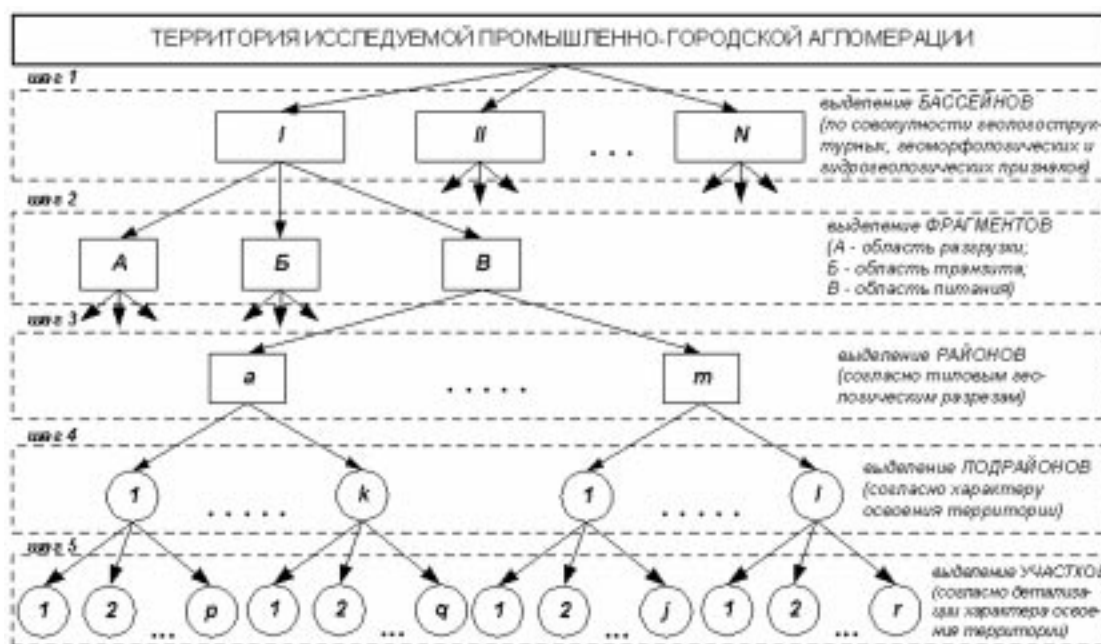 ТЕРРИТОРИЯ ИССЛЕДУЕМОЙ ПРОМЫШЛЕННО-ГОРОДСКОЙ АГЛОМЕРАЦИИ
шаг 1
выделение БАССЕЙНОВ
(по совокупности геологострук-
турных, геоморфологических и
гидрогеологических признаков)
I II . . . N
шаг 2
выделение ФРАГМЕНТОВ
(А - область разгрузки;
Б - область транзита;
В - область питания)
А Б В
шаг 3
выделение РАЙОНОВ
(согласно типовым гео-
логическим разрезам)
a . . . . . m
шаг 4
выделение ПОДРАЙОНОВ
(согласно характеру
освоения территории)
1 . . . . . k 1 . . . . . l
шаг 5
выделение УЧАСТКОВ
(согласно детализа-
ции характера освое-
ния территории)
1 2 ... p 1 2 ... q 1 2 ... j 1 2 ... r